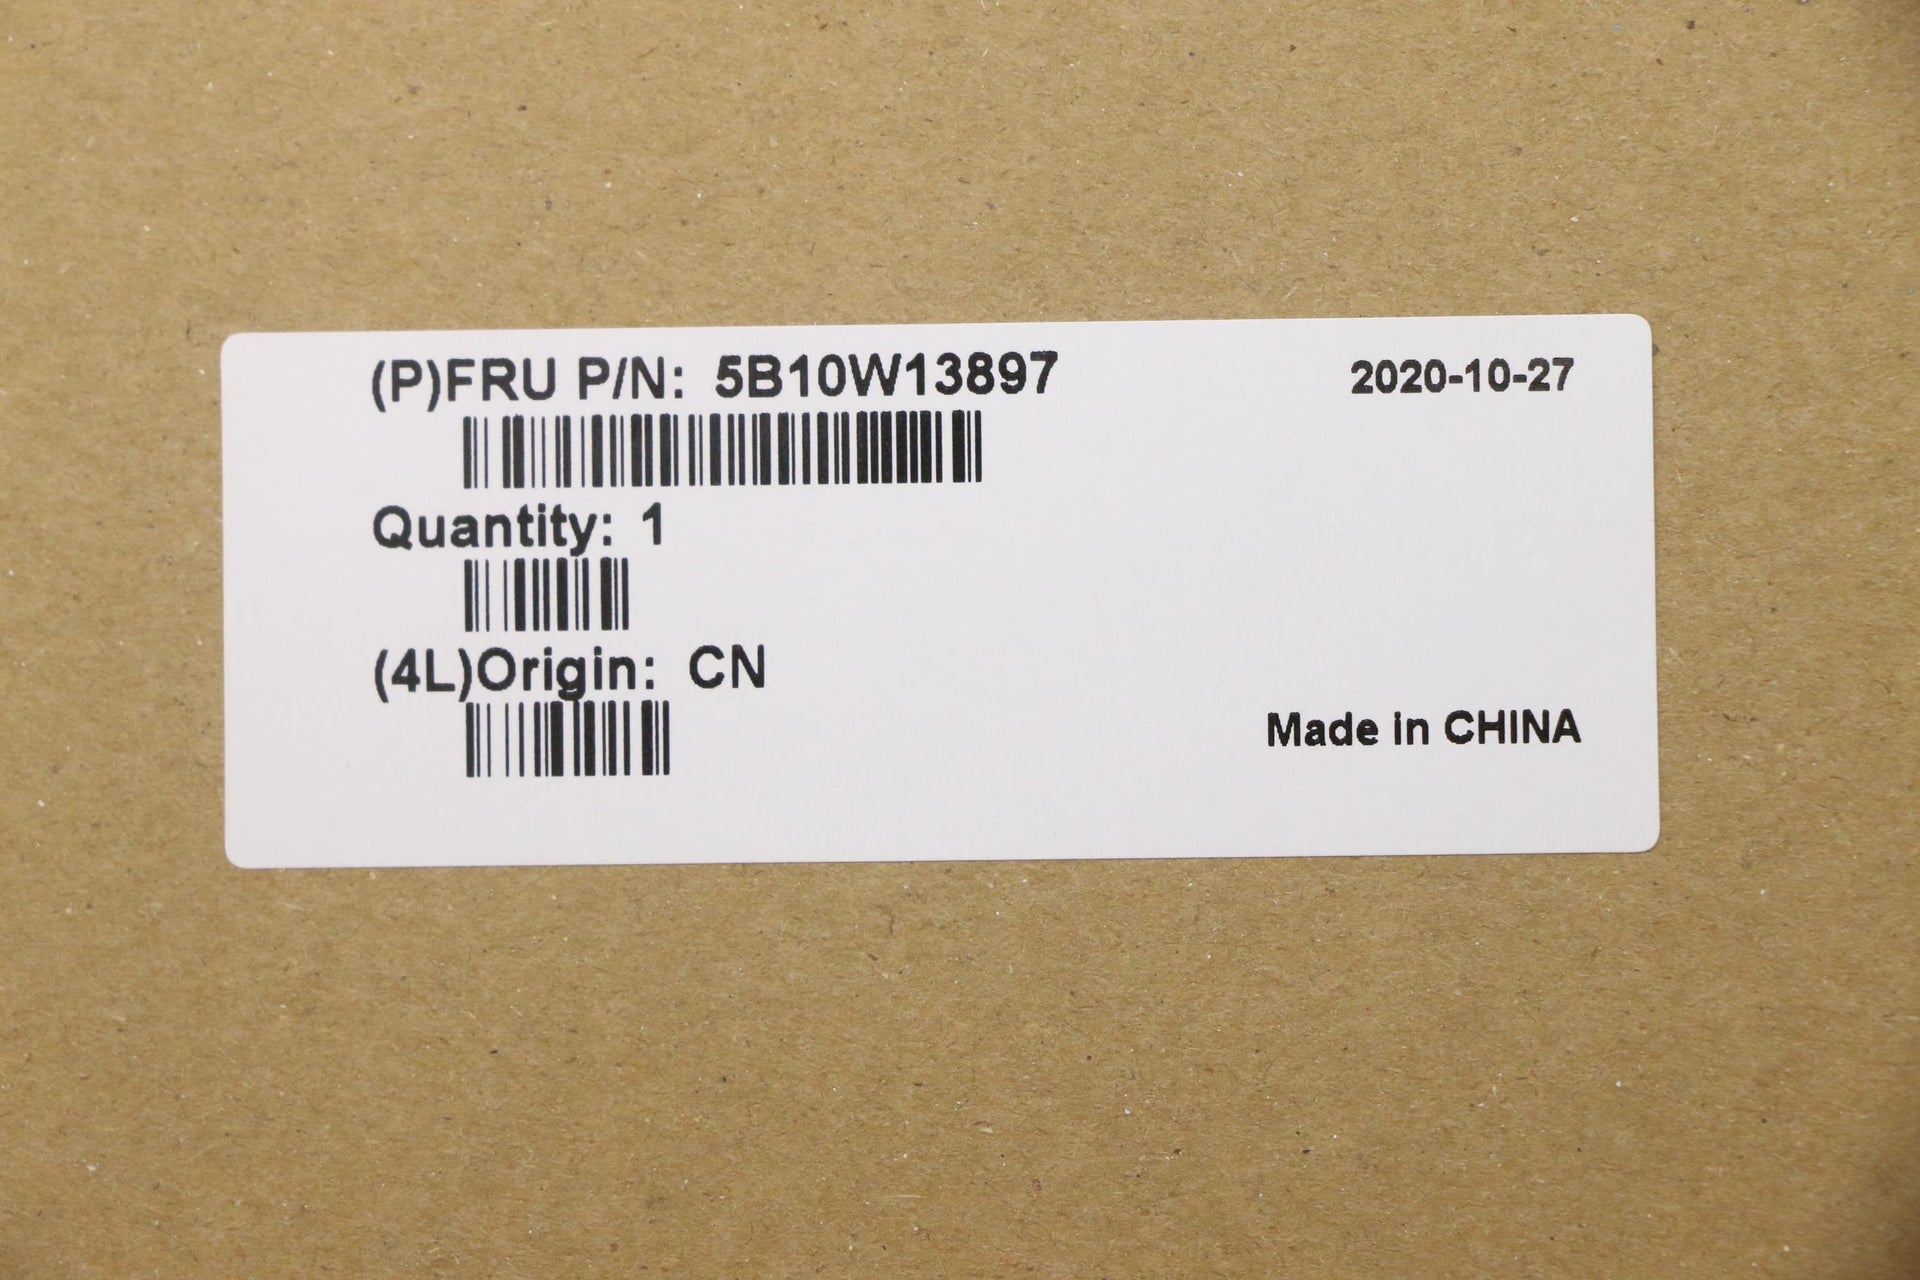 (P)FRU P/N: 5B10W13897 2020-10-27
Quantity: 1
(4L)Origin: CN
Made in CHINA